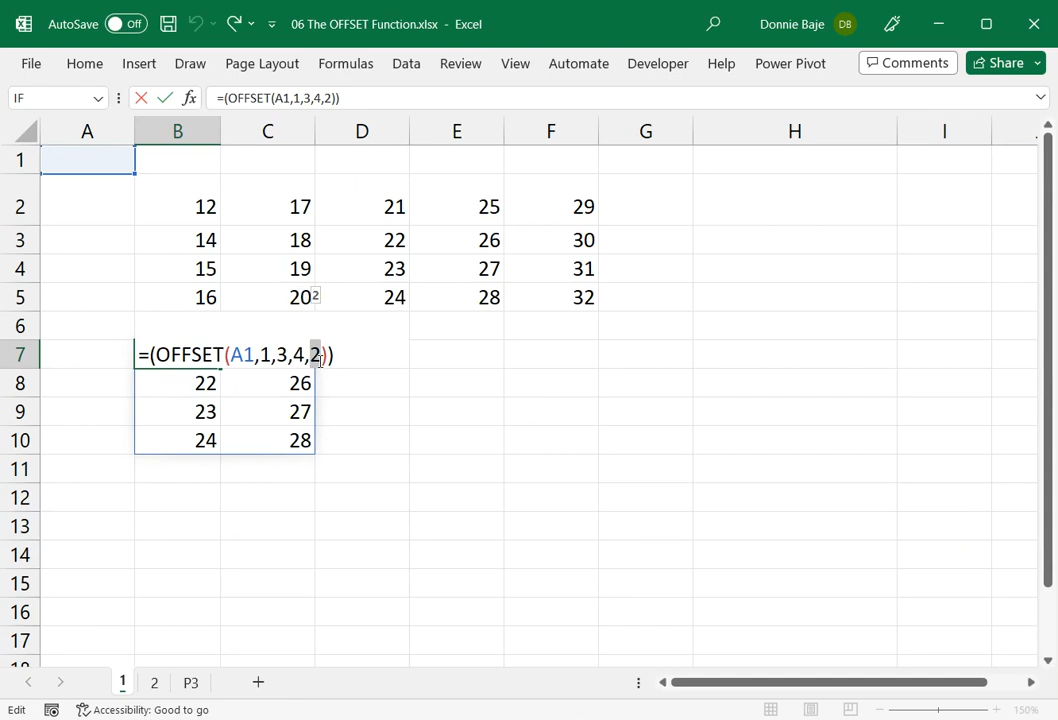 AutoSave Off 06 The OFFSET Function.xlsx - Excel Donnie Baje DB
File Home Insert Draw Page Layout Formulas Data Review View Automate Developer Help Power Pivot Comments Share
IF fx =(OFFSET(A1,1,3,4,2))
A B C D E F G H I
1
2 12 17 21 25 29
3 14 18 22 26 30
4 15 19 23 27 31
5 16 20 2 24 28 32
6
7 =(OFFSET(A1,1,3,4,2))
8 22 26
9 23 27
10 24 28
11
12
13
14
15
16
17
1 2 P3
Edit Accessibility: Good to go 150%